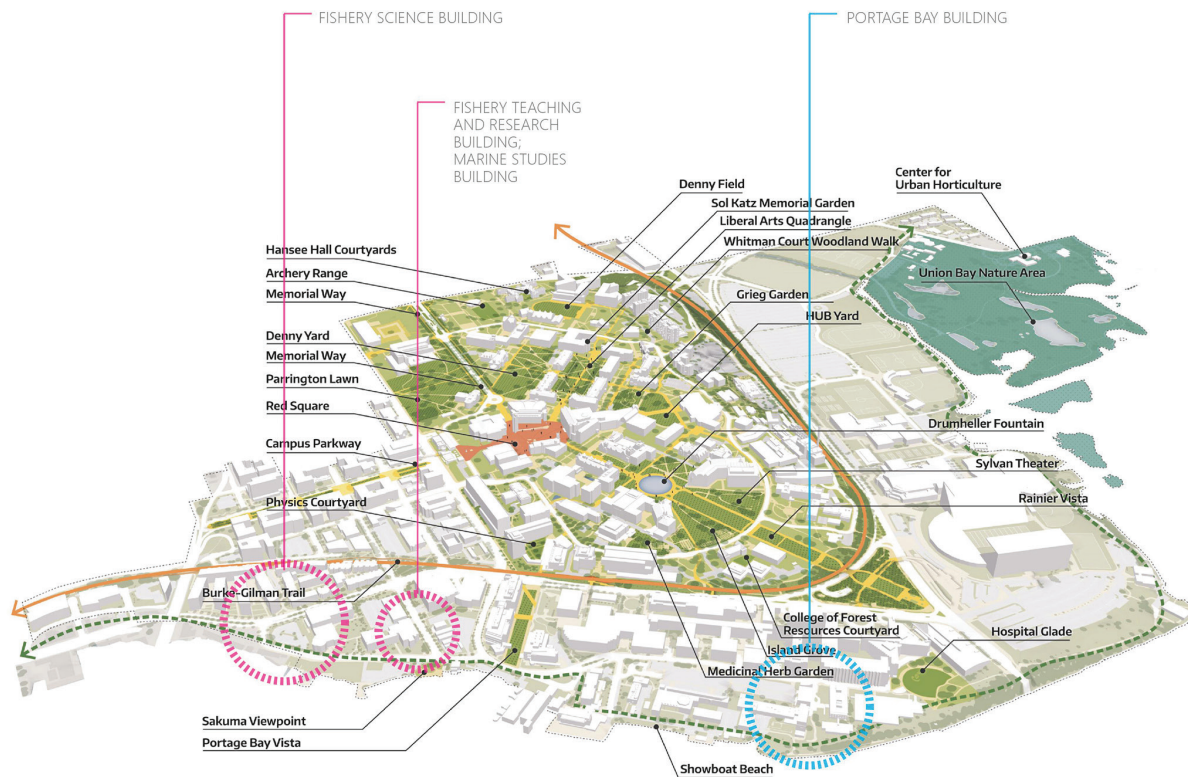 FISHERY SCIENCE BUILDING
PORTAGE BAY BUILDING
FISHERY TEACHING
AND RESEARCH
BUILDING;
MARINE STUDIES
BUILDING
Denny Field
Sol Katz Memorial Garden
Liberal Arts Quadrangle
Whitman Court Woodland Walk
Center for
Urban Horticulture
Union Bay Nature Area
Hansee Hall Courtyards
Archery Range
Memorial Way
Grieg Garden
HUB Yard
Denny Yard
Memorial Way
Parrington Lawn
Red Square
Campus Parkway
Drumheller Fountain
Sylvan Theater
Rainier Vista
Physics Courtyard
Burke-Gilman Trail
College of Forest
Resources Courtyard
Island Grove
Medicinal Herb Garden
Hospital Glade
Sakuma Viewpoint
Portage Bay Vista
Showboat Beach